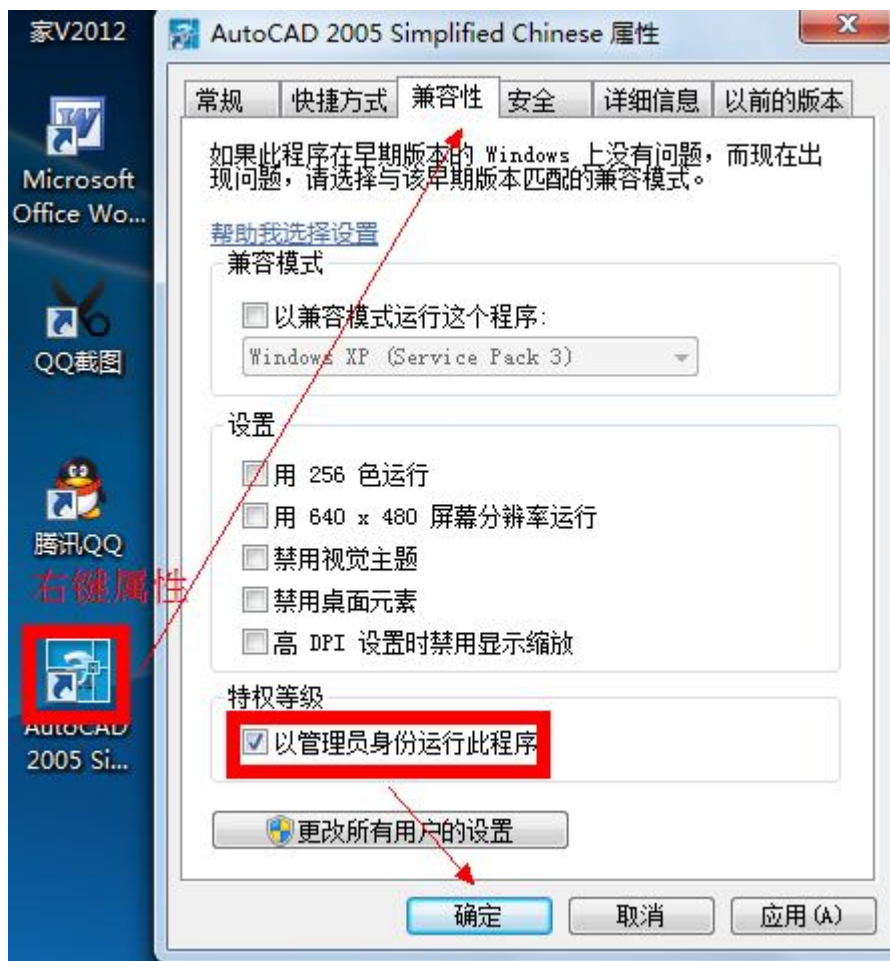 家V2012
Microsoft
Office Wo...
QQ截图
腾讯QQ
右键属性
AutoCAD
2005 Si...
AutoCAD 2005 Simplified Chinese 属性
常规
快捷方式
兼容性
安全
详细信息
以前的版本
如果此程序在早期版本的 Windows 上没有问题，而现在出
现问题，请选择与该早期版本匹配的兼容模式。
帮助我选择设置
兼容模式
以兼容模式运行这个程序:
Windows XP (Service Pack 3)
设置
用 256 色运行
用 640 x 480 屏幕分辨率运行
禁用视觉主题
禁用桌面元素
高 DPI 设置时禁用显示缩放
特权等级
以管理员身份运行此程序
更改所有用户的设置
确定
取消
应用(A)